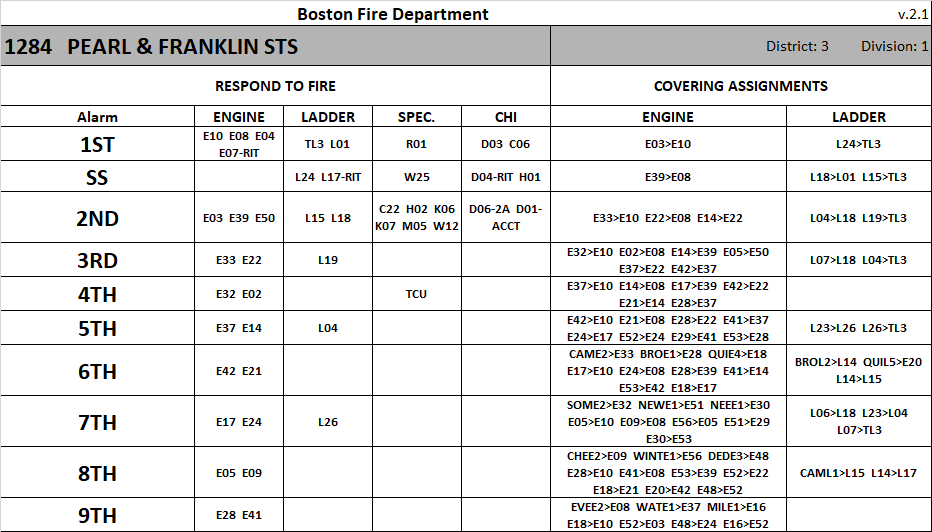 Boston Fire Department v.2.1
1284 PEARL & FRANKLIN STS District: 3 Division: 1
RESPOND TO FIRE COVERING ASSIGNMENTS
Alarm ENGINE LADDER SPEC. CHI ENGINE LADDER
1ST
E10 E08 E04
E07-RIT
TL3 L01
R01
D03 C06
E03>E10
L24>TL3
SS
L24 L17-RIT
W25
D04-RIT H01
E39>E08
L18>L01 L15>TL3
2ND
E03 E39 E50
L15 L18
C22 H02 K06
K07 M05 W12
D06-2A D01-
ACCT
E33>E10 E22>E08 E14>E22
L04>L18 L19>TL3
3RD
E33 E22
L19
E32>E10 E02>E08 E14>E39 E05>E50
E37>E22 E42>E37
L07>L18 L04>TL3
4TH
E32 E02
TCU
E37>E10 E14>E08 E17>E39 E42>E22
E21>E14 E28>E37
5TH
E37 E14
L04
E42>E10 E21>E08 E28>E22 E41>E37
E24>E17 E52>E24 E29>E41 E53>E28
L23>L26 L26>TL3
6TH
E42 E21
CAME2>E33 BROE1>E28 QUIE4>E18
E17>E10 E24>E08 E28>E39 E41>E14
E53>E42 E18>E17
BROL2>L14 QUIL5>E20
L14>L15
7TH
E17 E24
L26
SOME2>E32 NEWE1>E51 NEEE1>E30
E05>E10 E09>E08 E56>E05 E51>E29
E30>E53
L06>L18 L23>L04
L07>TL3
8TH
E05 E09
CHEE2>E09 WINTE1>E56 DEDE3>E48
E28>E10 E41>E08 E53>E39 E52>E22
E18>E21 E20>E42 E48>E52
CAML1>L15 L14>L17
9TH
E28 E41
EVEE2>E08 WATE1>E37 MILE1>E16
E18>E10 E52>E03 E48>E24 E16>E52